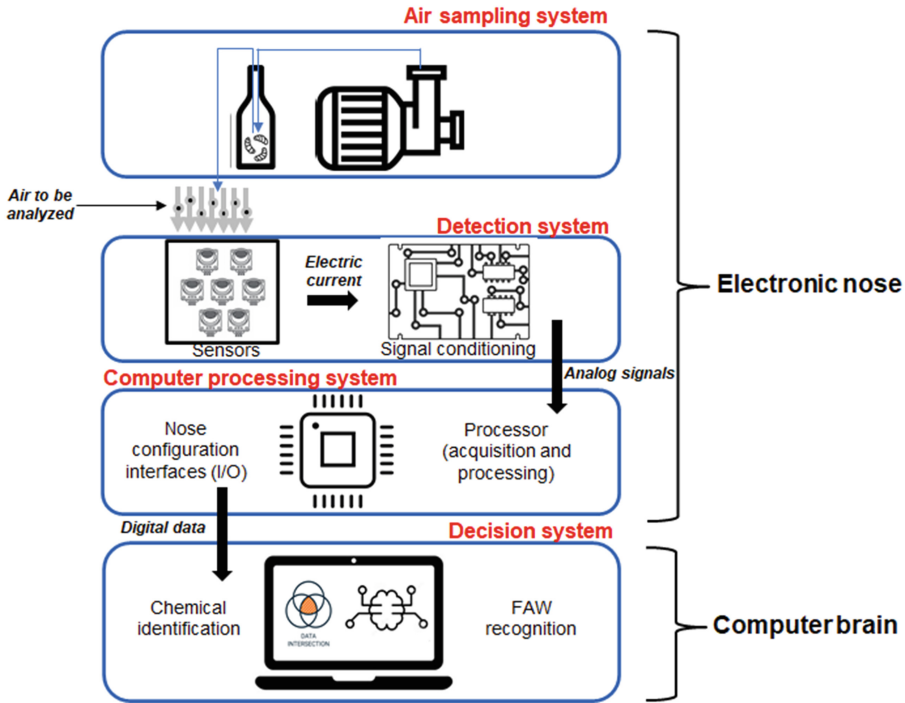 Air sampling system
Air to be
analyzed
Detection system
Electric
current
Sensors
Signal conditioning
Electronic nose
Analog signals
Computer processing system
Nose
configuration
interfaces (I/O)
Processor
(acquisition and
processing)
Digital data
Decision system
Chemical
identification
DATA
INTERSECTION
FAW
recognition
Computer brain